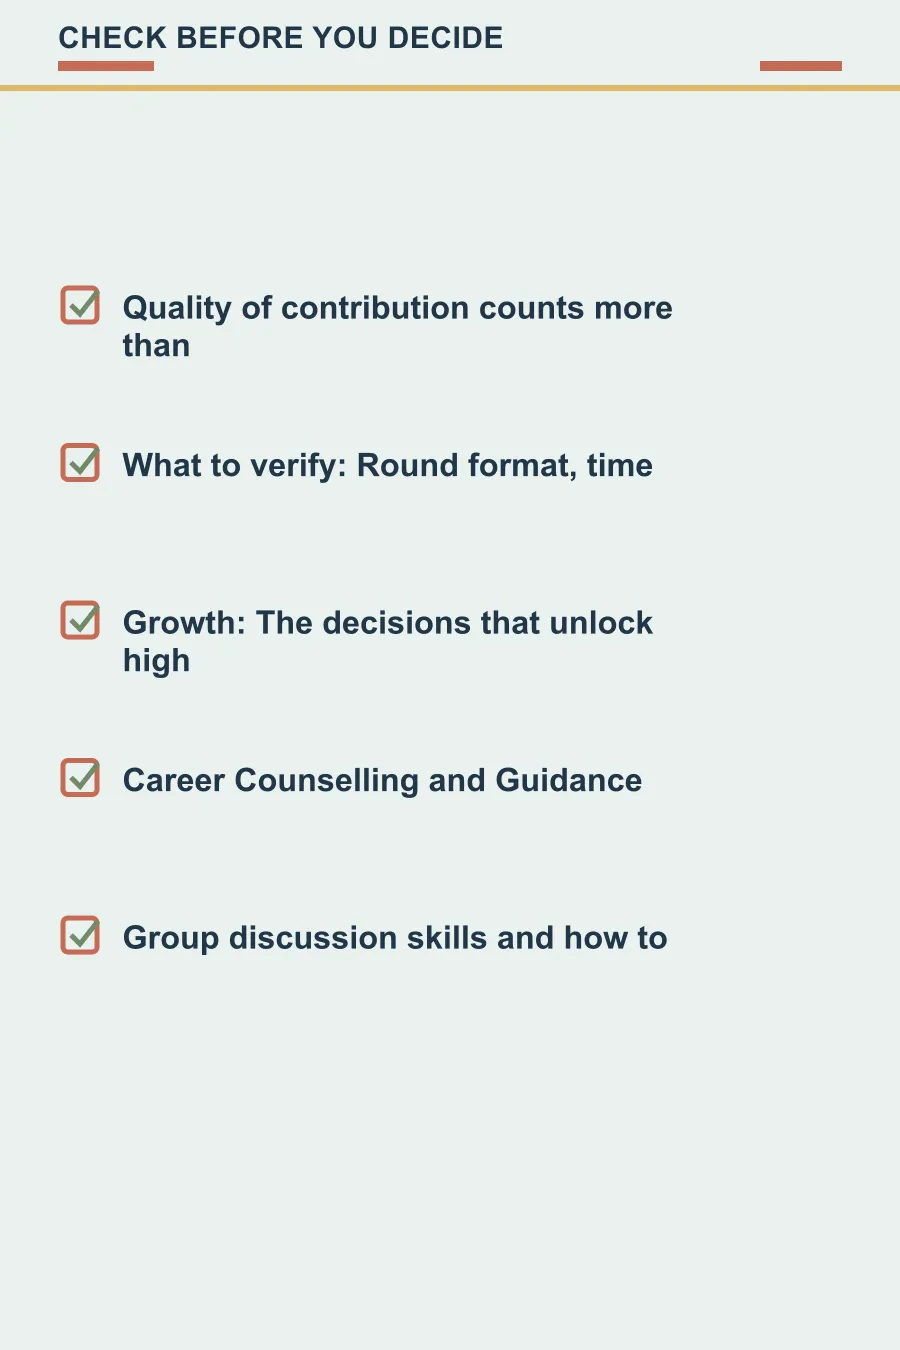 CHECK BEFORE YOU DECIDE
Quality of contribution counts more
than
What to verify: Round format, time
Growth: The decisions that unlock
high
Career Counselling and Guidance
Group discussion skills and how to